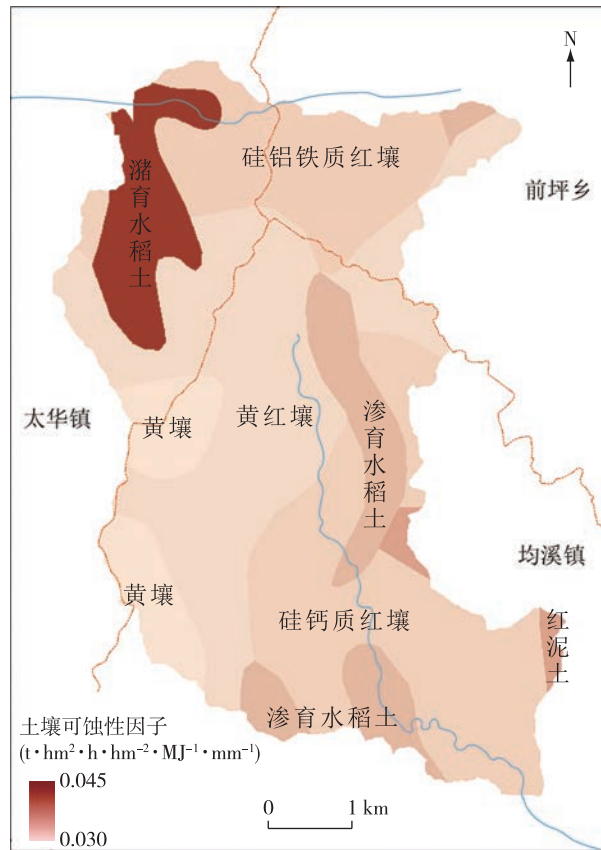 N
硅铝铁质红壤
潴育水稻土
前坪乡
太华镇
黄壤
黄红壤
渗育水稻土
均溪镇
黄壤
硅钙质红壤
红泥土
渗育水稻土
土壤可蚀性因子
(t·hm²·h·hm⁻²·MJ⁻¹·mm⁻¹)
0.045
0.030
0 1 km